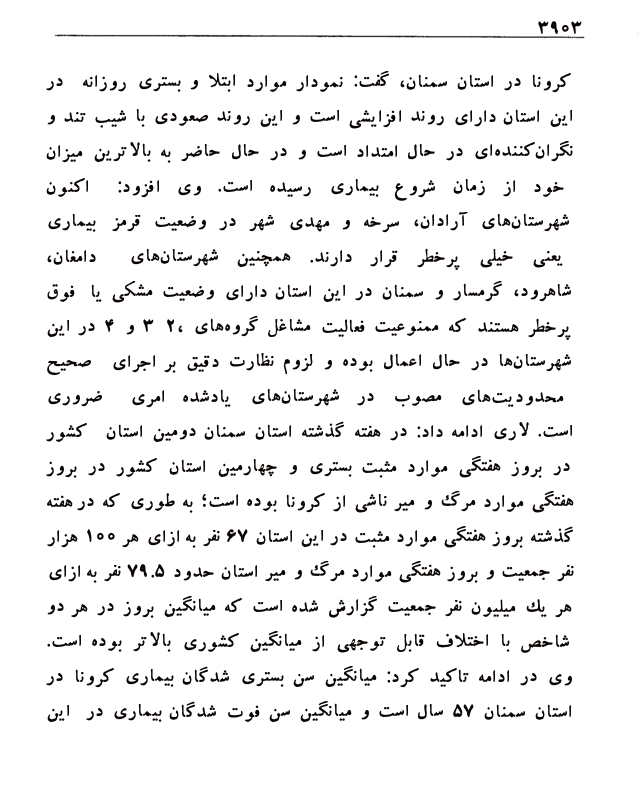 ۳۹۰۳
کرونا در استان سمنان، گفت: نمودار موارد ابتلا و بستری روزانه در
این استان دارای روند افزایشی است و این روند صعودی با شیب تند و
نگران‌کننده‌ای در حال امتداد است و در حال حاضر به بالاترین میزان
خود از زمان شروع بیماری رسیده است. وی افزود: اکنون
شهرستان‌های آرادان، سرخه و مهدی شهر در وضعیت قرمز بیماری
یعنی خیلی پرخطر قرار دارند. همچنین شهرستان‌های دامغان،
شاهرود، گرمسار و سمنان در این استان دارای وضعیت مشکی یا فوق
پرخطر هستند که ممنوعیت فعالیت مشاغل گروه‌های ۲، ۳ و ۴ در این
شهرستان‌ها در حال اعمال بوده و لزوم نظارت دقیق بر اجرای صحیح
محدودیت‌های مصوب در شهرستان‌های یادشده امری ضروری
است. لاری ادامه داد: در هفته گذشته استان سمنان دومین استان کشور
در بروز هفتگی موارد مثبت بستری و چهارمین استان کشور در بروز
هفتگی موارد مرگ و میر ناشی از کرونا بوده است؛ به طوری که در هفته
گذشته بروز هفتگی موارد مثبت در این استان ۶۷ نفر به ازای هر ۱۰۰ هزار
نفر جمعیت و بروز هفتگی موارد مرگ و میر استان حدود ۷۹.۵ نفر به ازای
هر یك میلیون نفر جمعیت گزارش شده است که میانگین بروز در هر دو
شاخص با اختلاف قابل توجهی از میانگین کشوری بالاتر بوده است.
وی در ادامه تاکید کرد: میانگین سن بستری شدگان بیماری کرونا در
استان سمنان ۵۷ سال است و میانگین سن فوت شدگان بیماری در این